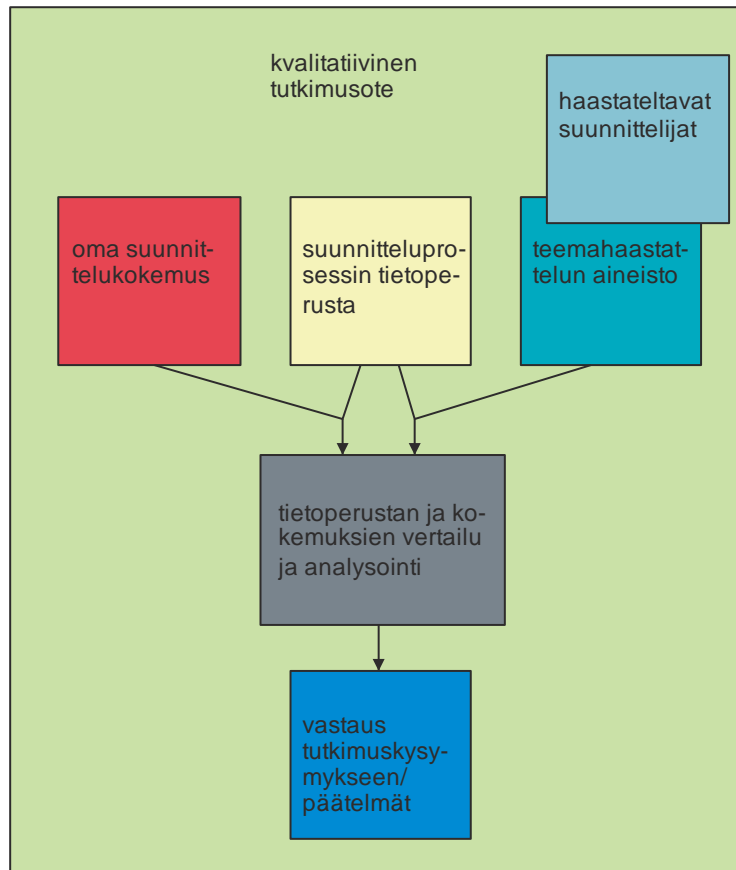 kvalitatiivinen
tutkimusote
haastateltavat
suunnittelijat
oma suunnit-
telukokemus
suunnittelupro-
sessin tietope-
rusta
teemahaastat-
telun aineisto
tietoperustan ja ko-
kemuksien vertailu
ja analysointi
vastaus
tutkimuskysy-
mykseen/
päätelmät